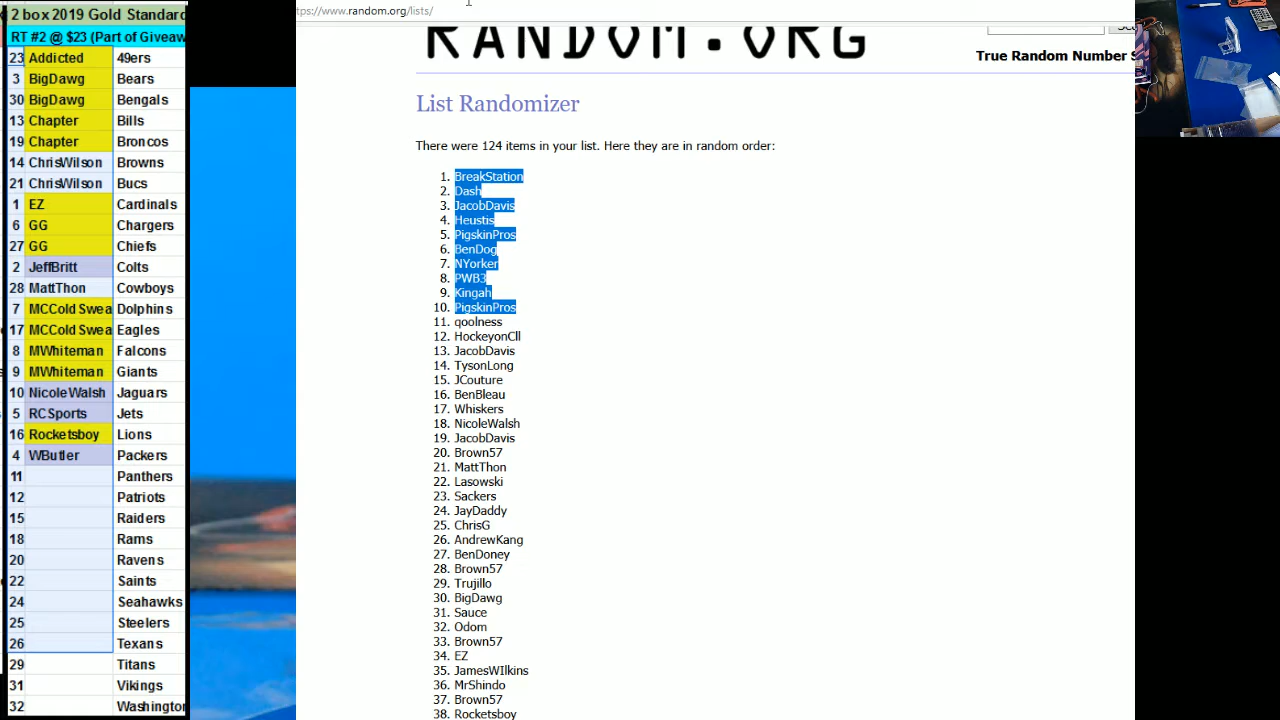 2 box 2019 Gold Standard
RT #2 @ $23 (Part of Giveaw
23 Addicted 49ers
3 BigDawg Bears
30 BigDawg Bengals
13 Chapter Bills
19 Chapter Broncos
14 ChrisWilson Browns
21 ChrisWilson Bucs
1 EZ Cardinals
6 GG Chargers
27 GG Chiefs
2 JeffBritt Colts
28 MattThon Cowboys
7 MCCold Swea Dolphins
17 MCCold Swea Eagles
8 MWhiteman Falcons
9 MWhiteman Giants
10 NicoleWalsh Jaguars
5 RCSports Jets
16 Rocketsboy Lions
4 WButler Packers
11 Panthers
12 Patriots
15 Raiders
18 Rams
20 Ravens
22 Saints
24 Seahawks
25 Steelers
26 Texans
29 Titans
31 Vikings
32 Washington
tps://www.random.org/lists/
RANDOM.ORG
True Random Number S
List Randomizer
There were 124 items in your list. Here they are in random order:
1. BreakStation
2. Dash
3. JacobDavis
4. Heustis
5. PigskinPros
6. BenDog
7. NYorker
8. PWB3
9. Kingah
10. PigskinPros
11. qoolness
12. HockeyonCll
13. JacobDavis
14. TysonLong
15. JCouture
16. BenBleau
17. Whiskers
18. NicoleWalsh
19. JacobDavis
20. Brown57
21. MattThon
22. Lasowski
23. Sackers
24. JayDaddy
25. ChrisG
26. AndrewKang
27. BenDoney
28. Brown57
29. Trujillo
30. BigDawg
31. Sauce
32. Odom
33. Brown57
34. EZ
35. JamesWIlkins
36. MrShindo
37. Brown57
38. Rocketsboy